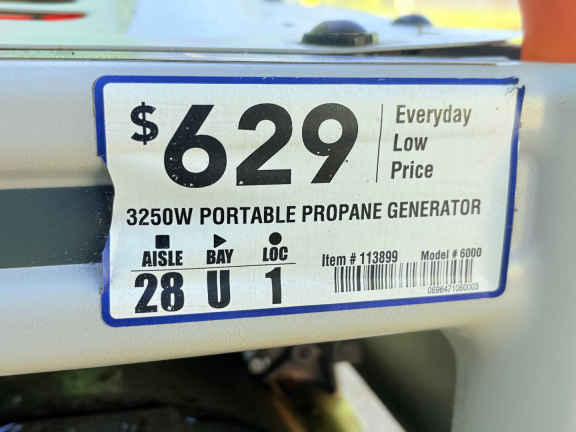 $629
Everyday
Low
Price
3250W PORTABLE PROPANE GENERATOR
AISLE BAY LOC
28 U 1
Item # 113899 Model # 6000